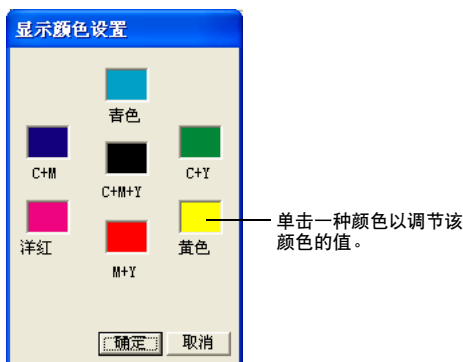 显示颜色设置
青色
C+M
C+M+Y
C+Y
洋红
M+Y
黄色
单击一种颜色以调节该
颜色的值。
确定
取消